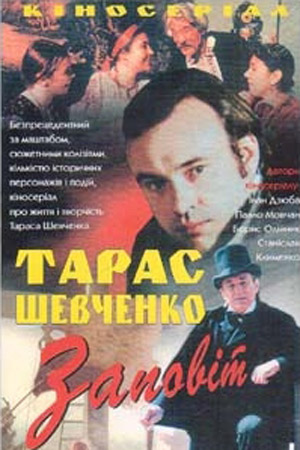 КІНОСЕРІАЛ
Безпрецедентний
за маштабом,
сюжетними колізіями,
кількістю історичних
персонажів і подій,
кіносеріал
про життя і творчість
Тараса Шевченка
автори
кіносеріалу
Іван Дзюба
Павло Мовчан
Борис Олійник
Станіслав
Клименко
ТАРАС
ШЕВЧЕНКО
Заповіт